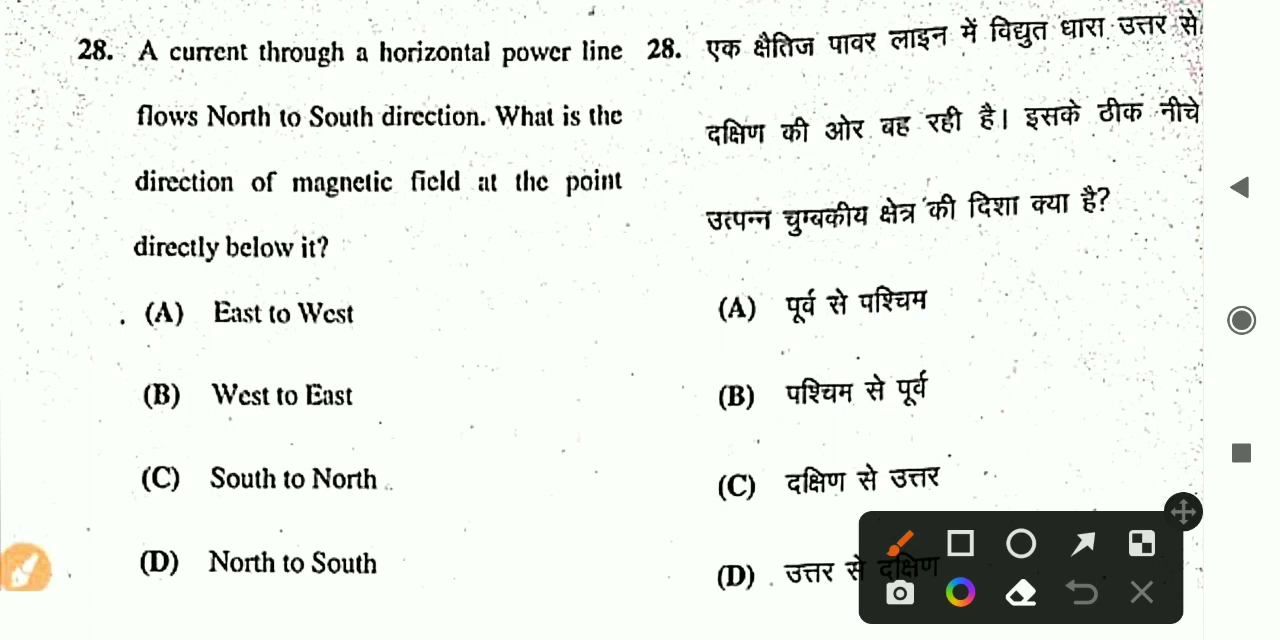 28. A current through a horizontal power line
flows North to South direction. What is the
direction of magnetic field at the point
directly below it?
(A) East to West
(B) West to East
(C) South to North
(D) North to South
28. एक क्षैतिज पावर लाइन में विद्युत धारा उत्तर से
दक्षिण की ओर बह रही है। इसके ठीक नीचे
उत्पन्न चुम्बकीय क्षेत्र की दिशा क्या है?
(A) पूर्व से पश्चिम
(B) पश्चिम से पूर्व
(C) दक्षिण से उत्तर
(D) उत्तर से दक्षिण